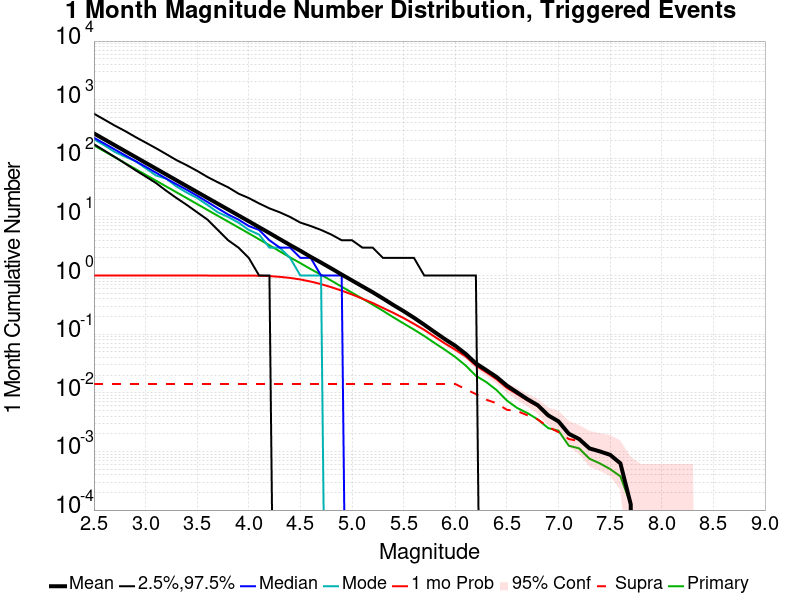 1 Month Magnitude Number Distribution, Triggered Events
1 Month Cumulative Number
10^4
10^3
10^2
10^1
10^0
10^-1
10^-2
10^-3
10^-4
2.5 3.0 3.5 4.0 4.5 5.0 5.5 6.0 6.5 7.0 7.5 8.0 8.5 9.0
Magnitude
Mean 2.5%,97.5% Median Mode 1 mo Prob 95% Conf Supra Primary